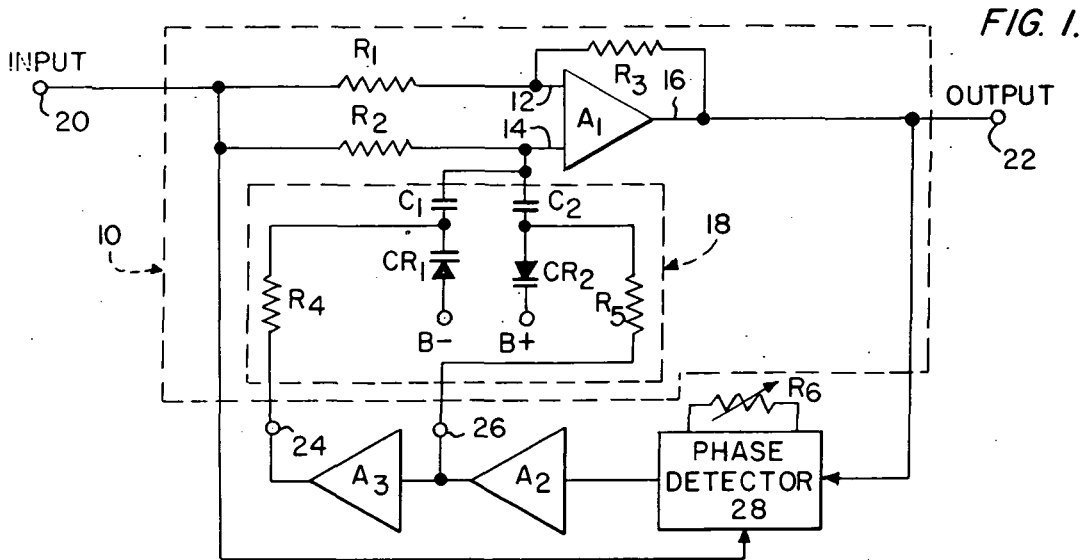 FIG. 1.
INPUT
20
R1
R2
R3
12
14
A1
16
OUTPUT
22
C1
C2
10
18
CR1
CR2
R4
R5
B-
B+
24
26
R6
A3
A2
PHASE
DETECTOR
28